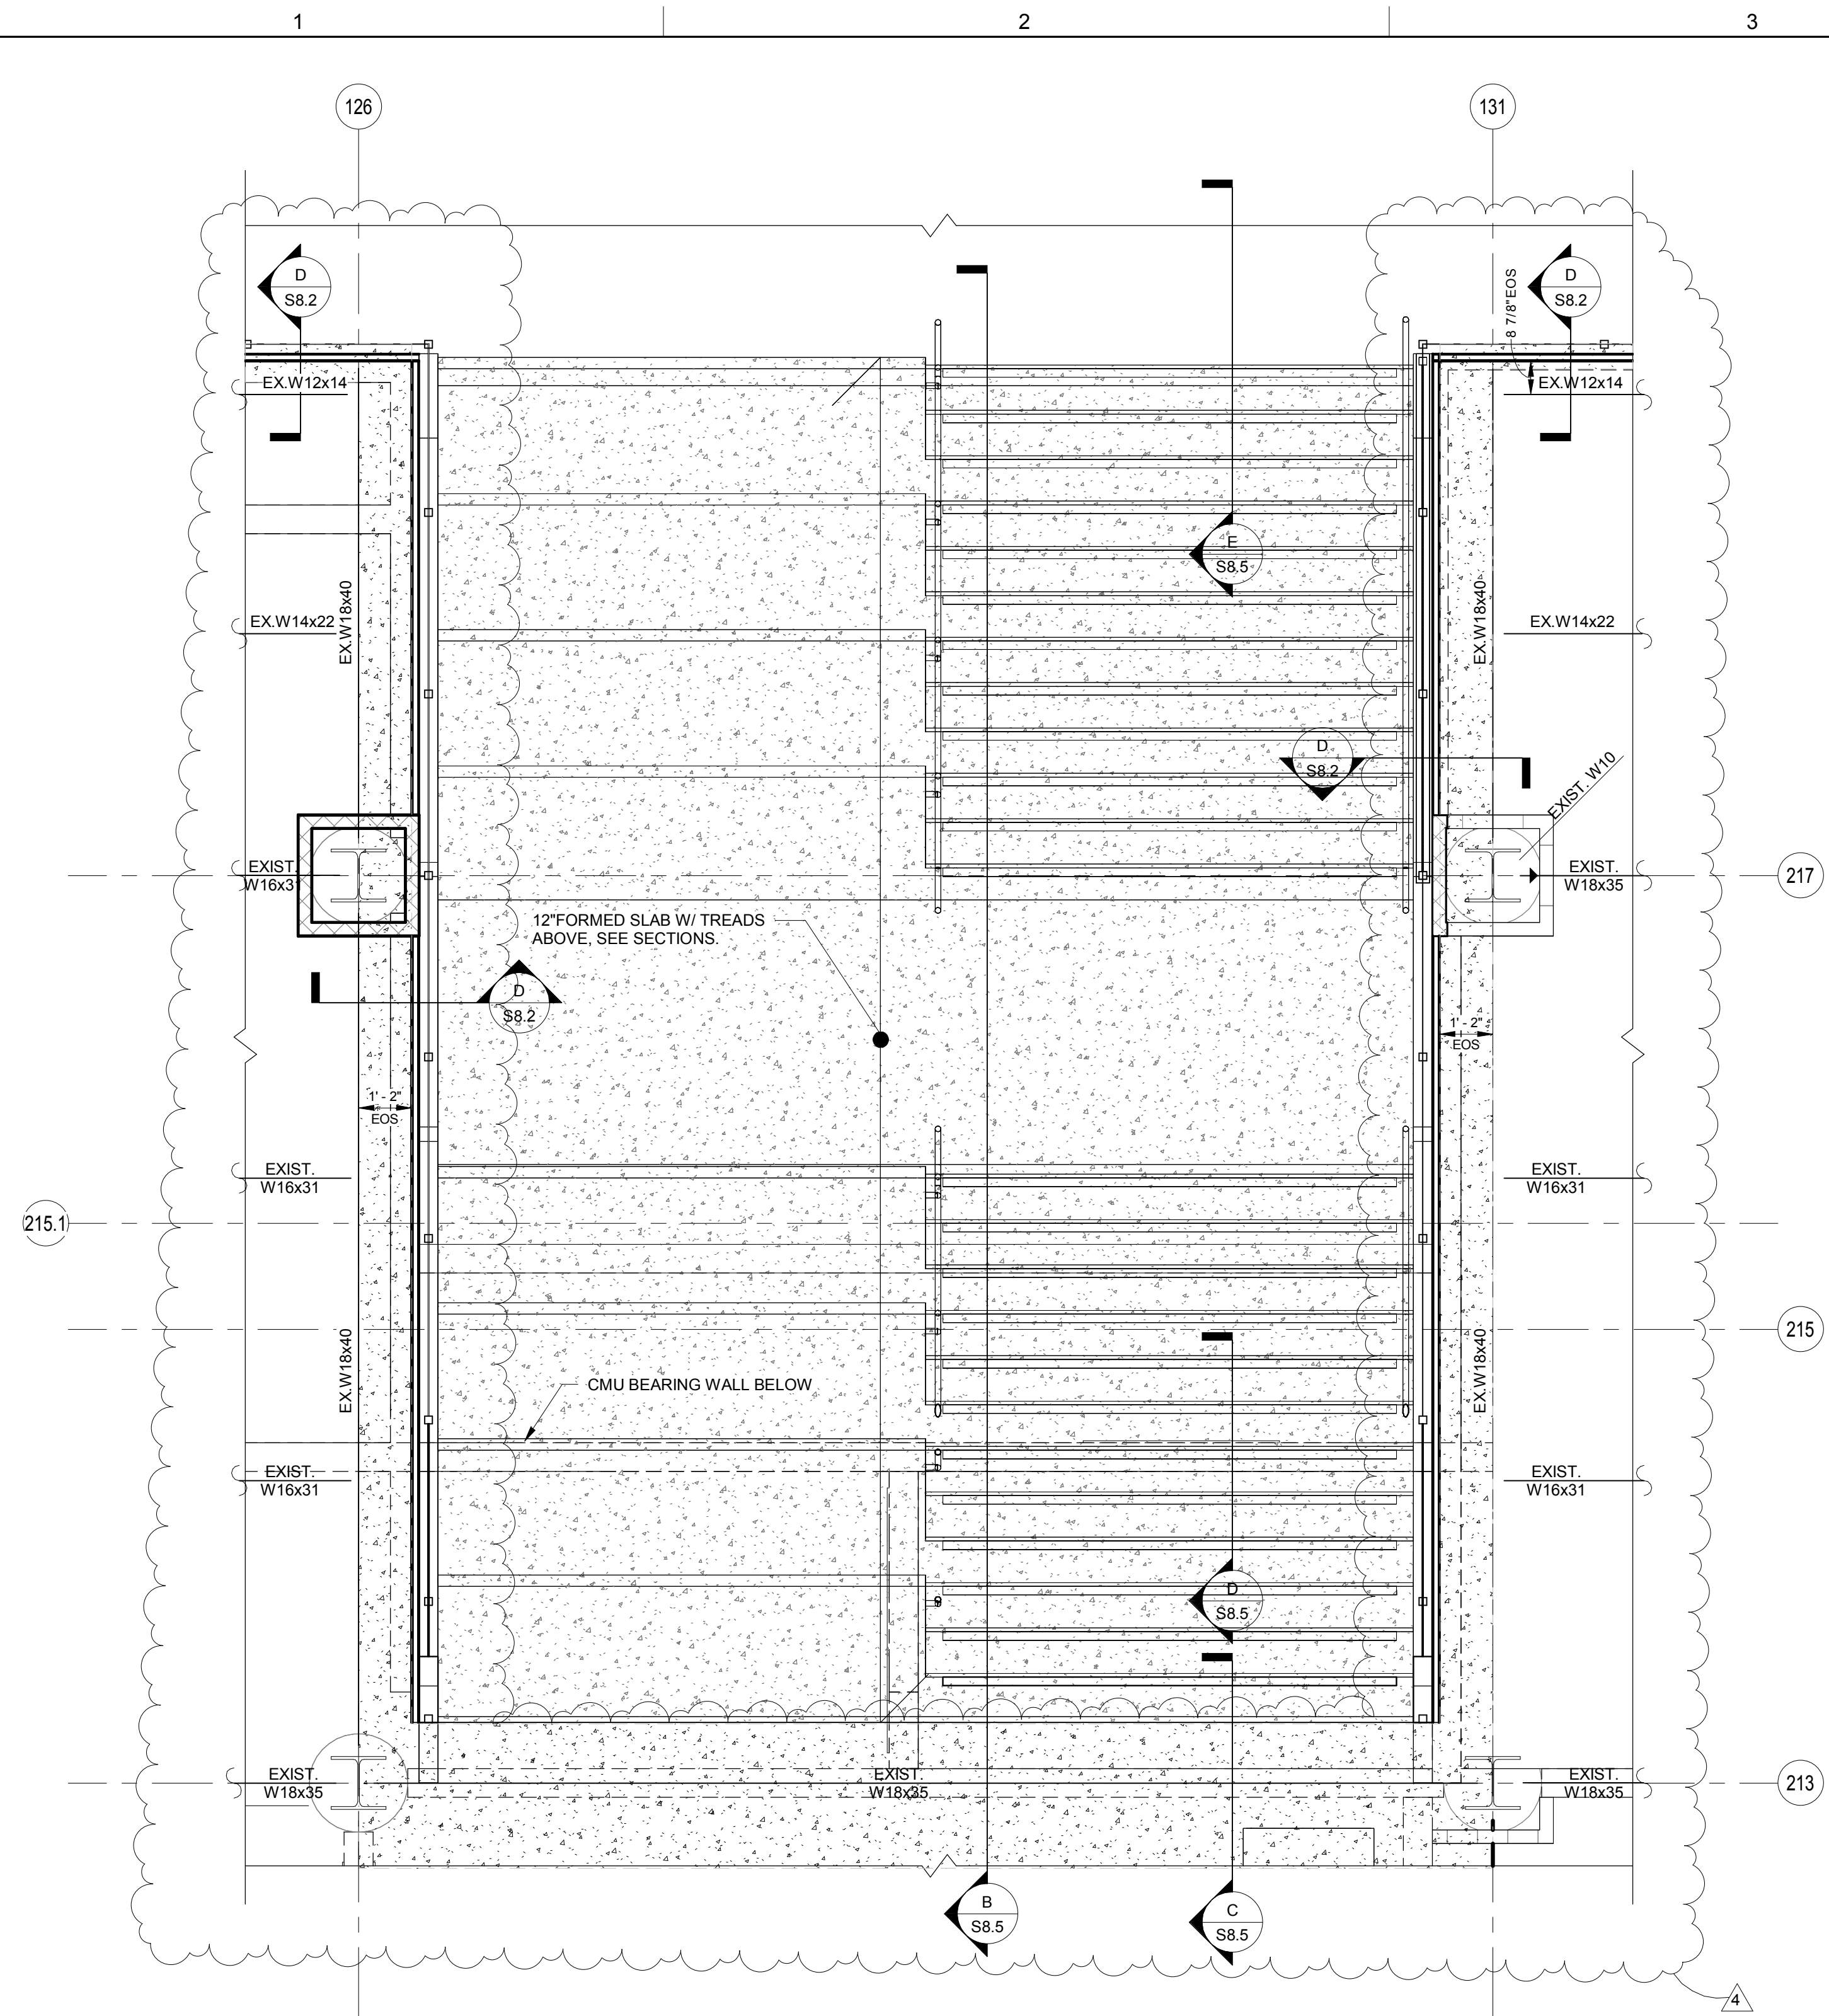 1
2
3
126
131
D
S8.2
D
S8.2
8 7/8"EOS
EX.W12x14
EX.W12x14
E
S8.5
EX.W18x40
EX.W18x40
EX.W14x22
EX.W14x22
D
S8.2
EXIST. W10
EXIST.
W16x31
EXIST.
W18x35
217
12"FORMED SLAB W/ TREADS
ABOVE, SEE SECTIONS.
D
S8.2
1' - 2"
EOS
1' - 2"
EOS
EXIST.
W16x31
EXIST.
W16x31
215.1
215
EX.W18x40
EX.W18x40
CMU BEARING WALL BELOW
EXIST.
W16x31
EXIST.
W16x31
D
S8.5
EXIST.
W18x35
EXIST.
W18x35
EXIST.
W18x35
213
B
S8.5
C
S8.5
4